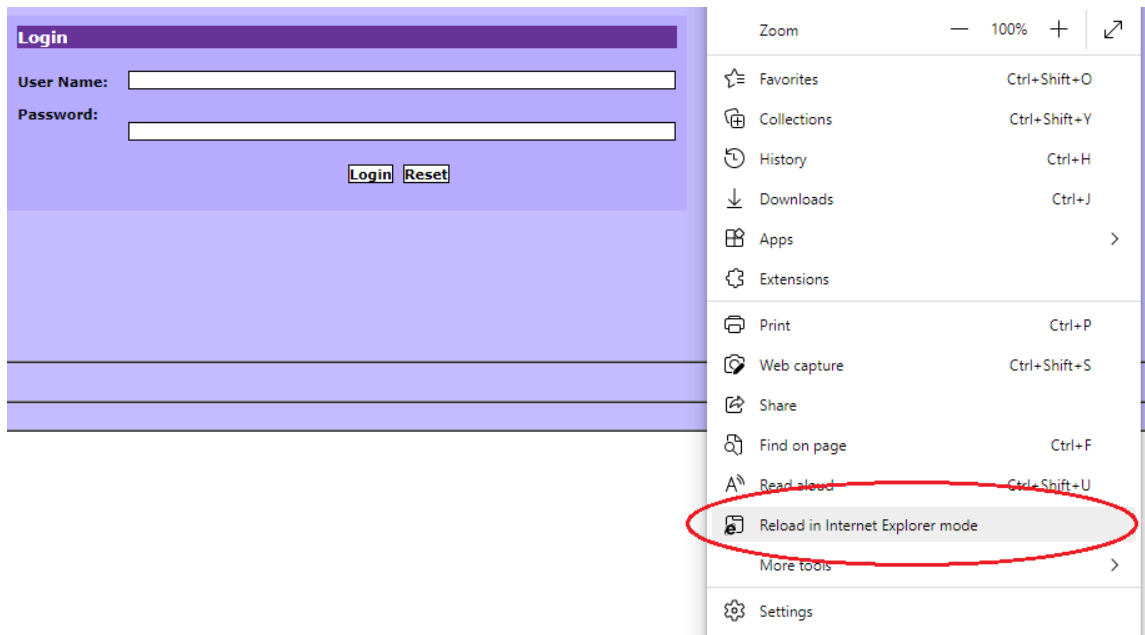 Login
User Name:
Password:
Login Reset
Zoom — 100% +
Favorites Ctrl+Shift+O
Collections Ctrl+Shift+Y
History Ctrl+H
Downloads Ctrl+J
Apps
Extensions
Print Ctrl+P
Web capture Ctrl+Shift+S
Share
Find on page Ctrl+F
Read aloud Ctrl+Shift+U
Reload in Internet Explorer mode
More tools
Settings